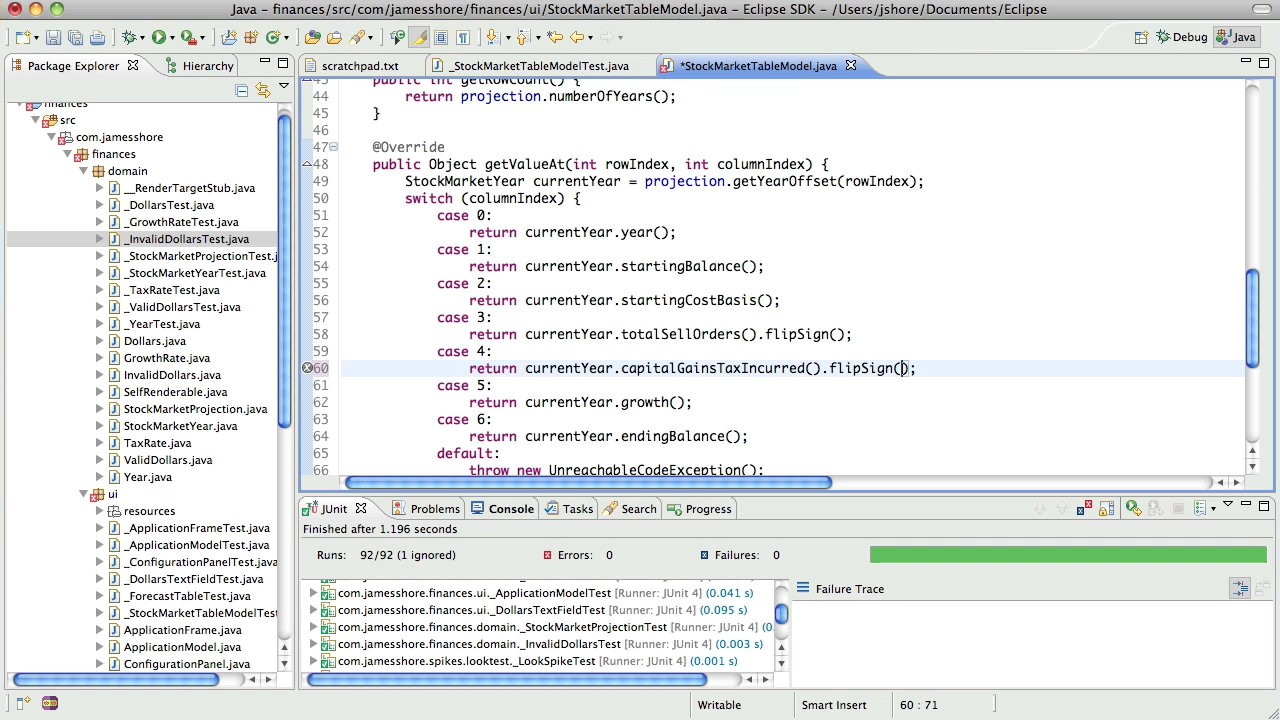 Java – finances/src/com/jamesshore/finances/ui/StockMarketTableModel.java – Eclipse SDK – /Users/jshore/Documents/Eclipse
Debug
Java
Package Explorer
Hierarchy
finances
src
com.jamesshore
finances
domain
__RenderTargetStub.java
_DollarsTest.java
_GrowthRateTest.java
_InvalidDollarsTest.java
_StockMarketProjectionTest.j
_StockMarketYearTest.java
_TaxRateTest.java
_ValidDollarsTest.java
_YearTest.java
Dollars.java
GrowthRate.java
InvalidDollars.java
SelfRenderable.java
StockMarketProjection.java
StockMarketYear.java
TaxRate.java
ValidDollars.java
Year.java
ui
resources
_ApplicationFrameTest.java
_ApplicationModelTest.java
_ConfigurationPanelTest.java
_DollarsTextFieldTest.java
_ForecastTableTest.java
_StockMarketTableModelTest
ApplicationFrame.java
ApplicationModel.java
ConfigurationPanel.java
scratchpad.txt
_StockMarketTableModelTest.java
*StockMarketTableModel.java
43 public int getRowCount() {
44 return projection.numberOfYears();
45 }
46
47 @Override
48 public Object getValueAt(int rowIndex, int columnIndex) {
49 StockMarketYear currentYear = projection.getYearOffset(rowIndex);
50 switch (columnIndex) {
51 case 0:
52 return currentYear.year();
53 case 1:
54 return currentYear.startingBalance();
55 case 2:
56 return currentYear.startingCostBasis();
57 case 3:
58 return currentYear.totalSellOrders().flipSign();
59 case 4:
60 return currentYear.capitalGainsTaxIncurred().flipSign();
61 case 5:
62 return currentYear.growth();
63 case 6:
64 return currentYear.endingBalance();
65 default:
66 throw new UnreachableCodeException();
JUnit
Problems
Console
Tasks
Search
Progress
Finished after 1.196 seconds
Runs: 92/92 (1 ignored)
Errors: 0
Failures: 0
com.jamesshore.finances.ui._ApplicationModelTest [Runner: JUnit 4] (0.041 s)
com.jamesshore.finances.ui._DollarsTextFieldTest [Runner: JUnit 4] (0.095 s)
com.jamesshore.finances.domain._StockMarketProjectionTest [Runner: JUnit 4] (0.
com.jamesshore.finances.domain._InvalidDollarsTest [Runner: JUnit 4] (0.003 s)
com.jamesshore.spikes.looktest._LookSpikeTest [Runner: JUnit 4] (0.001 s)
Failure Trace
Writable
Smart Insert
60 : 71